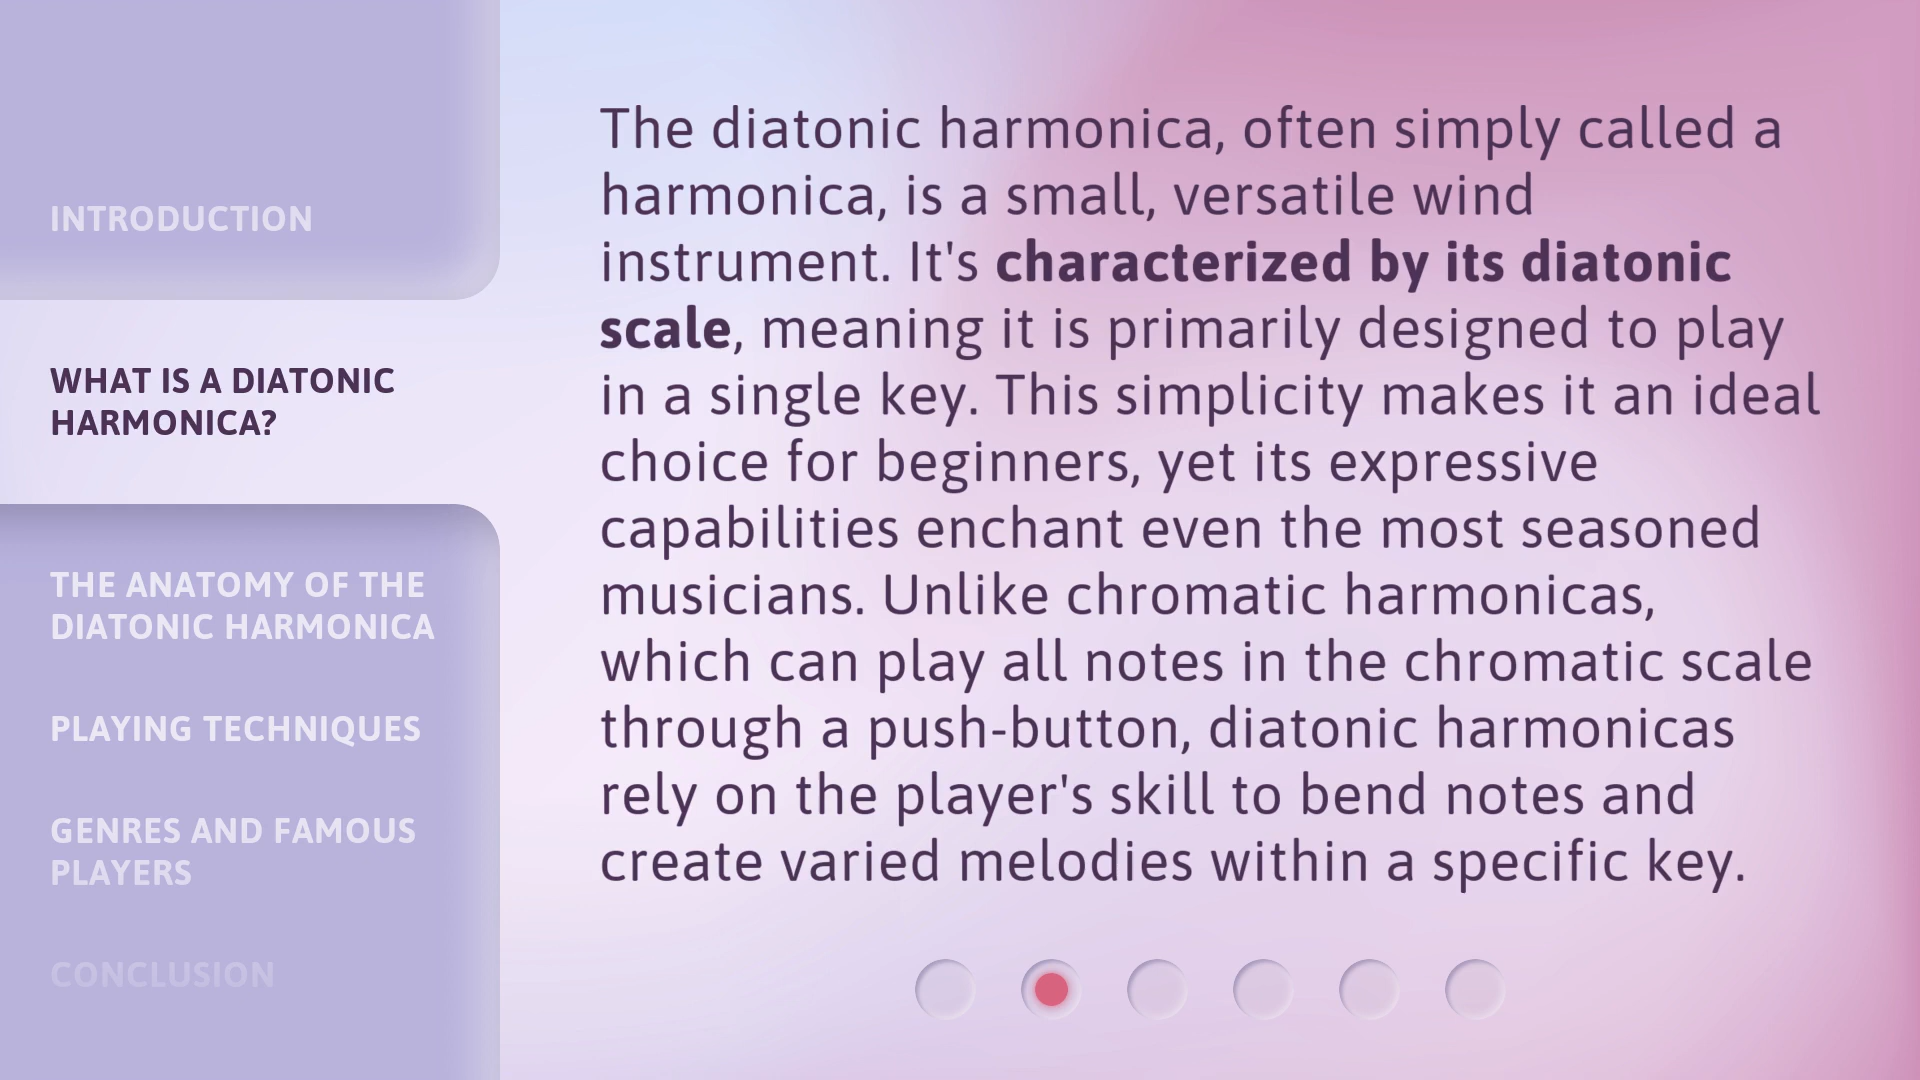 INTRODUCTION
WHAT IS A DIATONIC
HARMONICA?
THE ANATOMY OF THE
DIATONIC HARMONICA
PLAYING TECHNIQUES
GENRES AND FAMOUS
PLAYERS
CONCLUSION
The diatonic harmonica, often simply called a
harmonica, is a small, versatile wind
instrument. It's characterized by its diatonic
scale, meaning it is primarily designed to play
in a single key. This simplicity makes it an ideal
choice for beginners, yet its expressive
capabilities enchant even the most seasoned
musicians. Unlike chromatic harmonicas,
which can play all notes in the chromatic scale
through a push-button, diatonic harmonicas
rely on the player's skill to bend notes and
create varied melodies within a specific key.